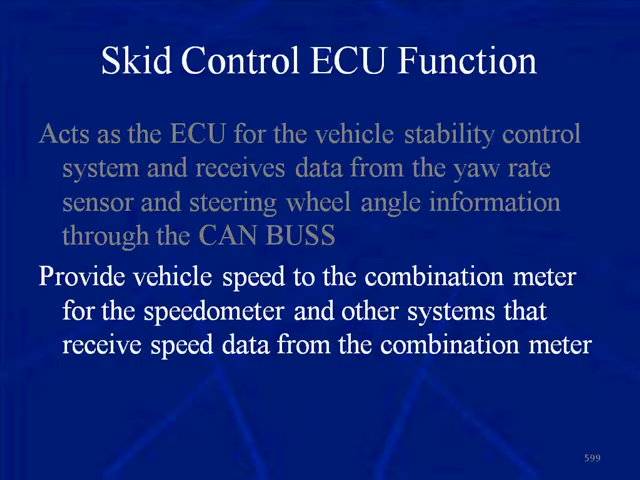 Skid Control ECU Function
Acts as the ECU for the vehicle stability control
system and receives data from the yaw rate
sensor and steering wheel angle information
through the CAN BUSS
Provide vehicle speed to the combination meter
for the speedometer and other systems that
receive speed data from the combination meter
599